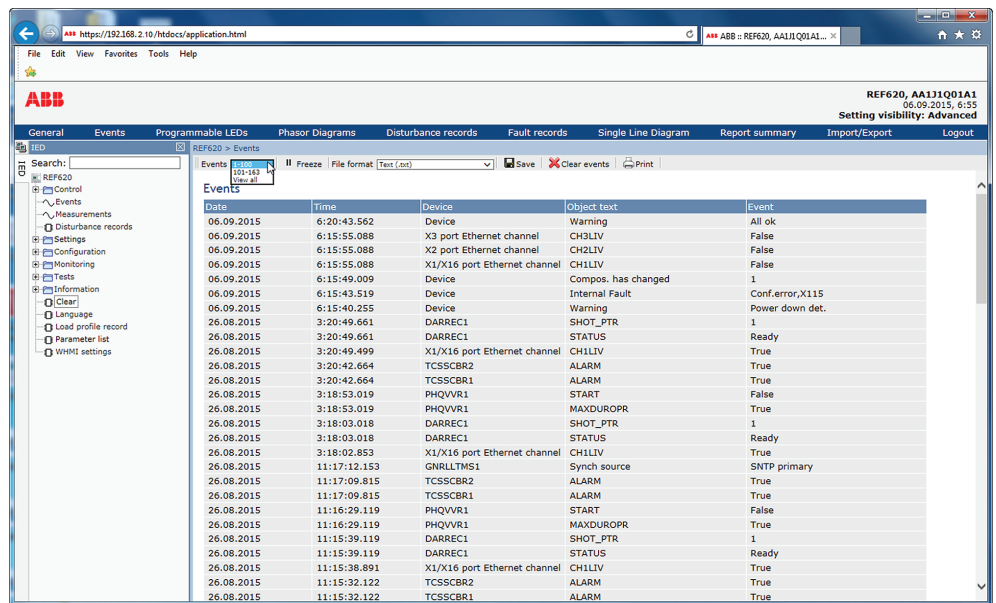 ABB https://192.168.2.10/htdocs/application.html
ABB ABB :: REF620, AA1J1Q01A1...
File Edit View Favorites Tools Help
ABB
REF620, AA1J1Q01A1
06.09.2015, 6:55
Setting visibility: Advanced
General Events Programmable LEDs Phasor Diagrams Disturbance records Fault records Single Line Diagram Report summary Import/Export Logout
IED
IED
Search:
REF620
Control
Events
Measurements
Disturbance records
Settings
Configuration
Monitoring
Tests
Information
Clear
Language
Load profile record
Parameter list
WHMI settings
REF620 > Events
Events 1-100 Freeze File format Text (.txt) Save Clear events Print
101-163
View all
Events
Date Time Device Object text Event
06.09.2015 6:20:43.562 Device Warning All ok
06.09.2015 6:15:55.088 X3 port Ethernet channel CH3LIV False
06.09.2015 6:15:55.088 X2 port Ethernet channel CH2LIV False
06.09.2015 6:15:55.088 X1/X16 port Ethernet channel CH1LIV False
06.09.2015 6:15:49.009 Device Compos. has changed 1
06.09.2015 6:15:43.519 Device Internal Fault Conf.error,X115
06.09.2015 6:15:40.255 Device Warning Power down det.
26.08.2015 3:20:49.661 DARREC1 SHOT_PTR 1
26.08.2015 3:20:49.661 DARREC1 STATUS Ready
26.08.2015 3:20:49.499 X1/X16 port Ethernet channel CH1LIV True
26.08.2015 3:20:42.664 TCSSCBR2 ALARM True
26.08.2015 3:20:42.664 TCSSCBR1 ALARM True
26.08.2015 3:18:53.019 PHQVVR1 START False
26.08.2015 3:18:53.019 PHQVVR1 MAXDUROPR True
26.08.2015 3:18:03.018 DARREC1 SHOT_PTR 1
26.08.2015 3:18:03.018 DARREC1 STATUS Ready
26.08.2015 3:18:02.853 X1/X16 port Ethernet channel CH1LIV True
26.08.2015 11:17:12.153 GNRLLTMS1 Synch source SNTP primary
26.08.2015 11:17:09.815 TCSSCBR2 ALARM True
26.08.2015 11:17:09.815 TCSSCBR1 ALARM True
26.08.2015 11:16:29.119 PHQVVR1 START False
26.08.2015 11:16:29.119 PHQVVR1 MAXDUROPR True
26.08.2015 11:15:39.119 DARREC1 SHOT_PTR 1
26.08.2015 11:15:39.119 DARREC1 STATUS Ready
26.08.2015 11:15:38.891 X1/X16 port Ethernet channel CH1LIV True
26.08.2015 11:15:32.122 TCSSCBR2 ALARM True
26.08.2015 11:15:32.122 TCSSCBR1 ALARM True